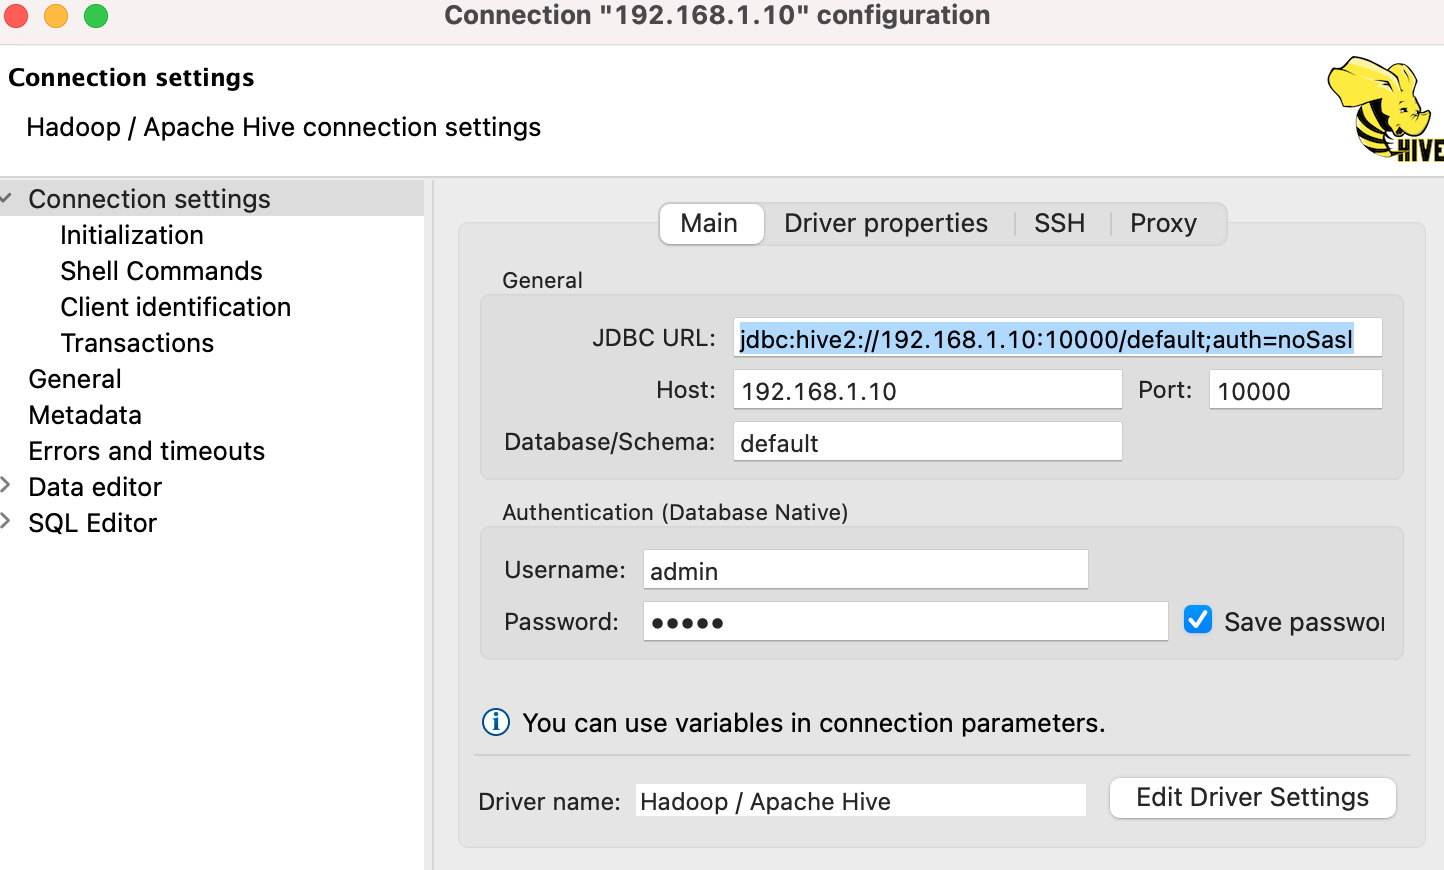 Connection "192.168.1.10" configuration
Connection settings
Hadoop / Apache Hive connection settings
HIVE
Connection settings
Initialization
Shell Commands
Client identification
Transactions
General
Metadata
Errors and timeouts
Data editor
SQL Editor
Main Driver properties SSH Proxy
General
JDBC URL: jdbc:hive2://192.168.1.10:10000/default;auth=noSasl
Host: 192.168.1.10 Port: 10000
Database/Schema: default
Authentication (Database Native)
Username: admin
Password: ••••• Save passwor
You can use variables in connection parameters.
Driver name: Hadoop / Apache Hive Edit Driver Settings